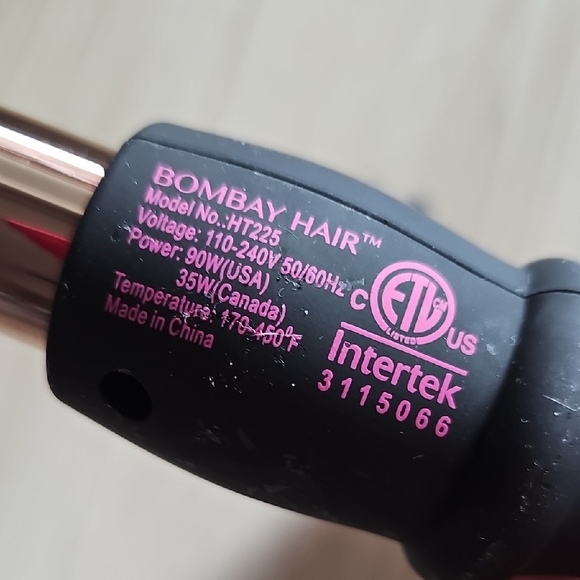 BOMBAY HAIR™
Model No.:HT225
Voltage: 110-240V 50/60Hz
Power: 90W(USA)
35W(Canada)
Temperature: 170-450°F
Made in China
C ETL CM US
LISTED
Intertek
3115066